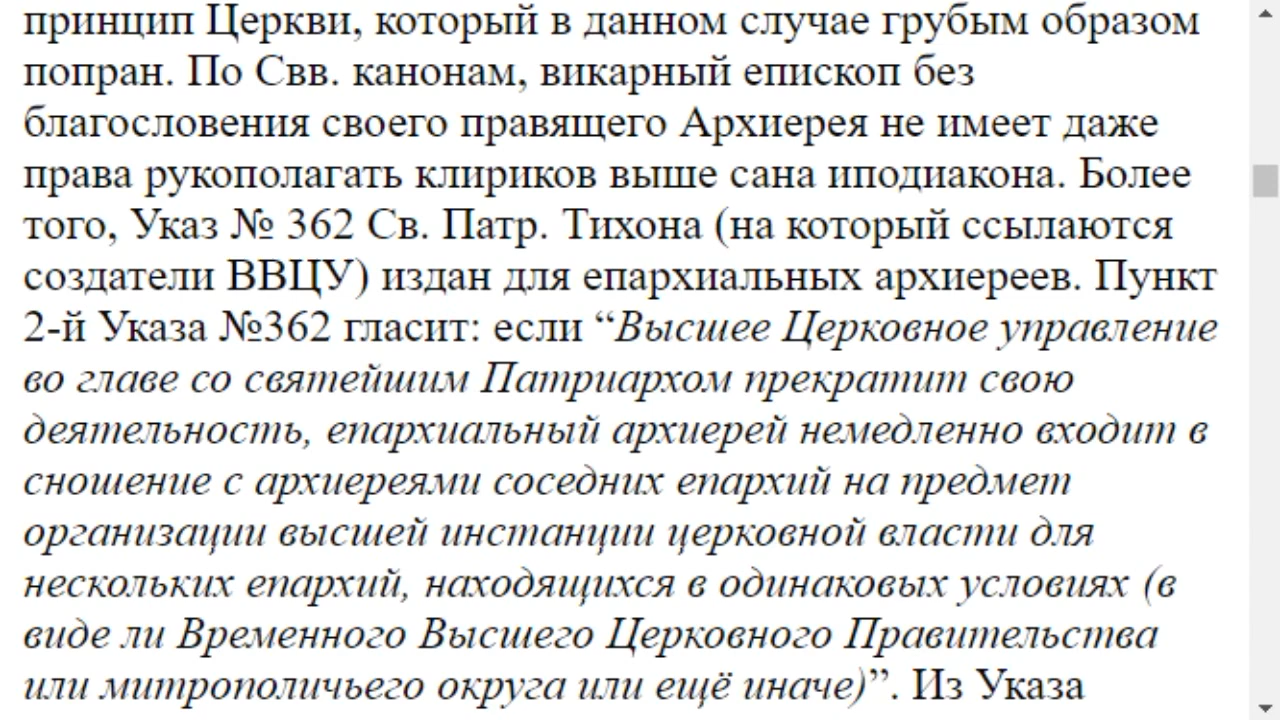 принцип Церкви, который в данном случае грубым образом
попран. По Свв. канонам, викарный епископ без
благословения своего правящего Архиерея не имеет даже
права рукополагать клириков выше сана иподиакона. Более
того, Указ № 362 Св. Патр. Тихона (на который ссылаются
создатели ВВЦУ) издан для епархиальных архиереев. Пункт
2-й Указа №362 гласит: если “Высшее Церковное управление
во главе со святейшим Патриархом прекратит свою
деятельность, епархиальный архиерей немедленно входит в
сношение с архиереями соседних епархий на предмет
организации высшей инстанции церковной власти для
нескольких епархий, находящихся в одинаковых условиях (в
виде ли Временного Высшего Церковного Правительства
или митрополичьего округа или ещё иначе)”. Из Указа